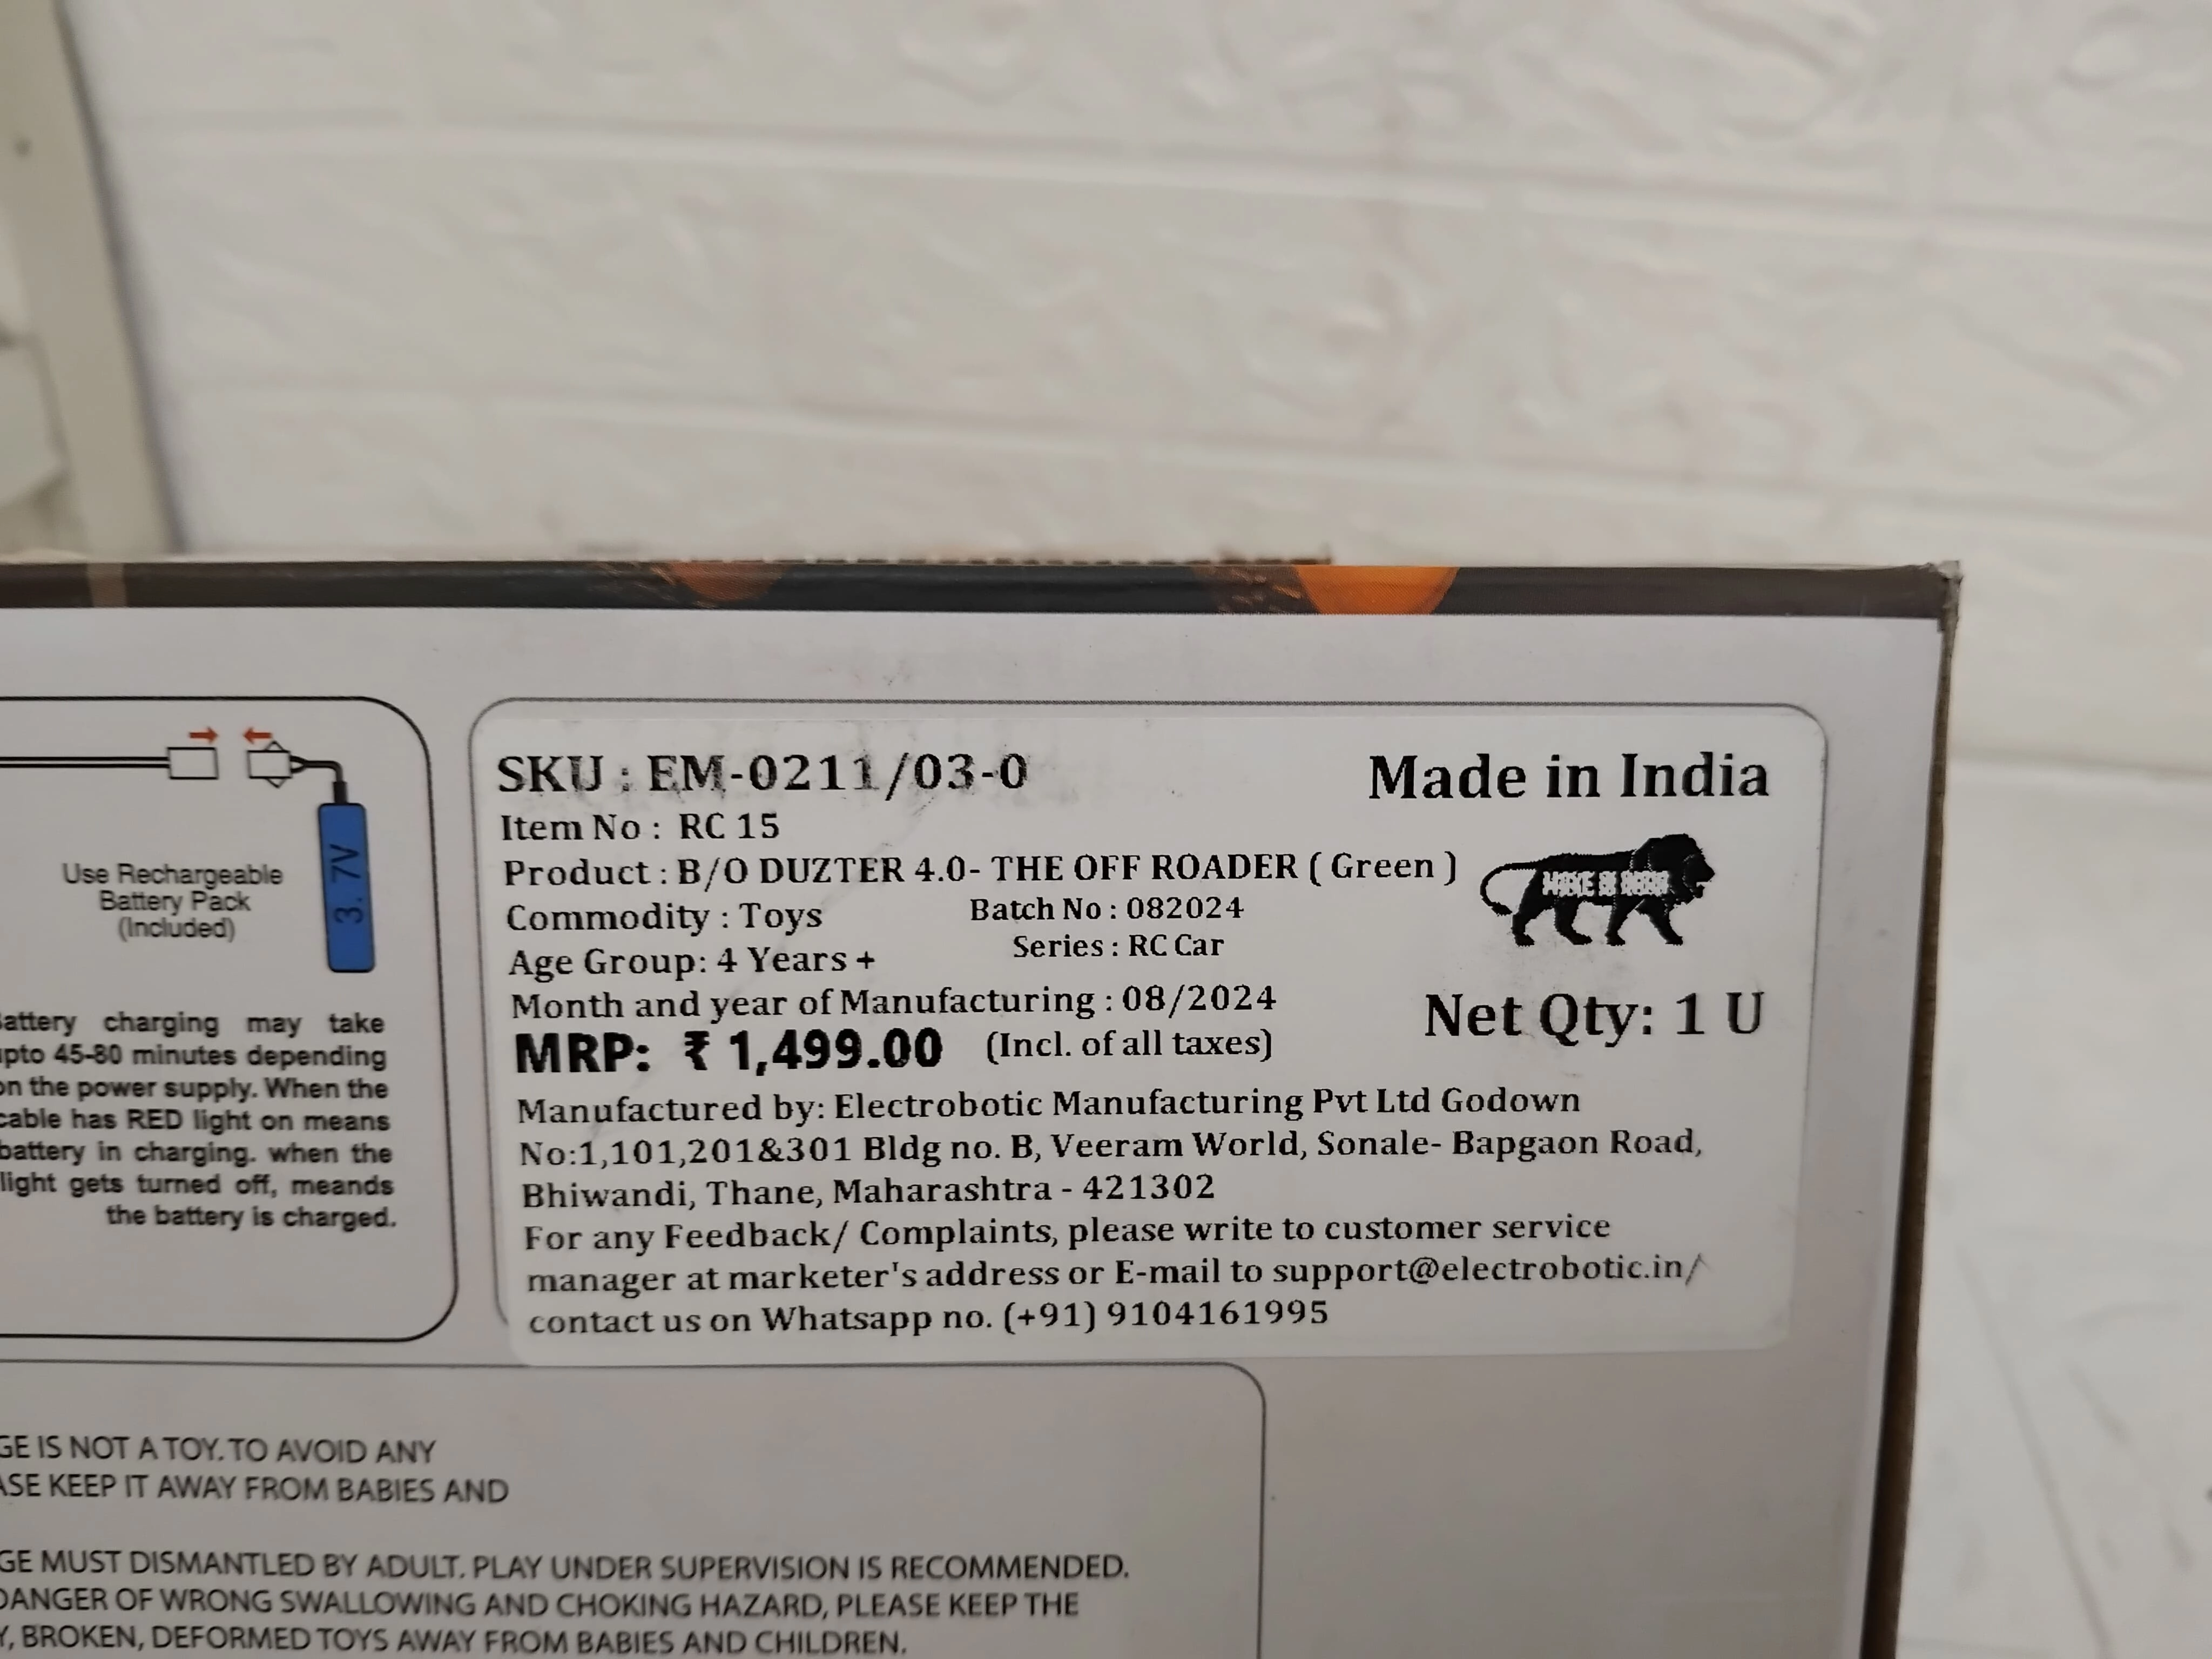 3. 7V
Use Rechargeable
Battery Pack
(Included)
charging may take
45-80 minutes depending
on the power supply. When the
cable has RED light on means
battery in charging. when the
light gets turned off, meands
the battery is charged.
SKU : EM-0211/03-0
Made in India
Item No : RC 15
Product : B/O DUZTER 4.0- THE OFF ROADER ( Green )
Commodity : Toys
Batch No : 082024
Series : RC Car
Age Group: 4 Years +
Month and year of Manufacturing : 08/2024
Net Qty: 1 U
MRP: ₹ 1,499.00 (Incl. of all taxes)
Manufactured by: Electrobotic Manufacturing Pvt Ltd Godown
No:1,101,201&301 Bldg no. B, Veeram World, Sonale- Bapgaon Road,
Bhiwandi, Thane, Maharashtra - 421302
For any Feedback/ Complaints, please write to customer service
manager at marketer's address or E-mail to support@electrobotic.in/
contact us on Whatsapp no. (+91) 9104161995
IS NOT A TOY. TO AVOID ANY
KEEP IT AWAY FROM BABIES AND
MUST DISMANTLED BY ADULT. PLAY UNDER SUPERVISION IS RECOMMENDED.
DANGER OF WRONG SWALLOWING AND CHOKING HAZARD, PLEASE KEEP THE
BROKEN, DEFORMED TOYS AWAY FROM BABIES AND CHILDREN.